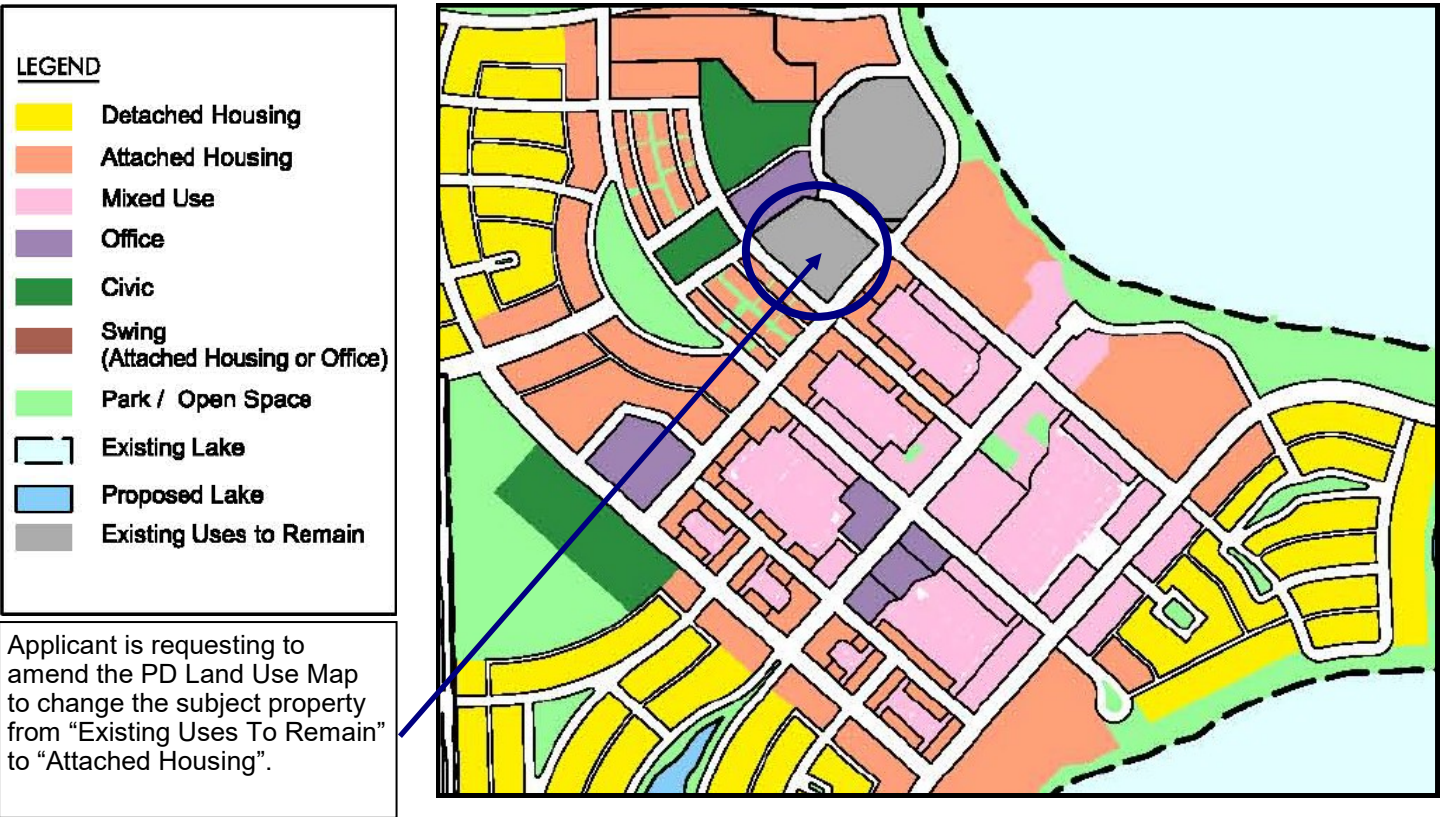 LEGEND
Detached Housing
Attached Housing
Mixed Use
Office
Civic
Swing
(Attached Housing or Office)
Park / Open Space
Existing Lake
Proposed Lake
Existing Uses to Remain
Applicant is requesting to
amend the PD Land Use Map
to change the subject property
from “Existing Uses To Remain”
to “Attached Housing”.